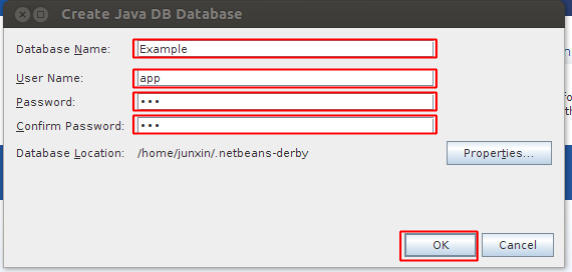 Create Java DB Database
Database Name: Example
User Name: app
Password: •••
Confirm Password: •••
Database Location: /home/junxin/.netbeans-derby
Properties...
OK Cancel